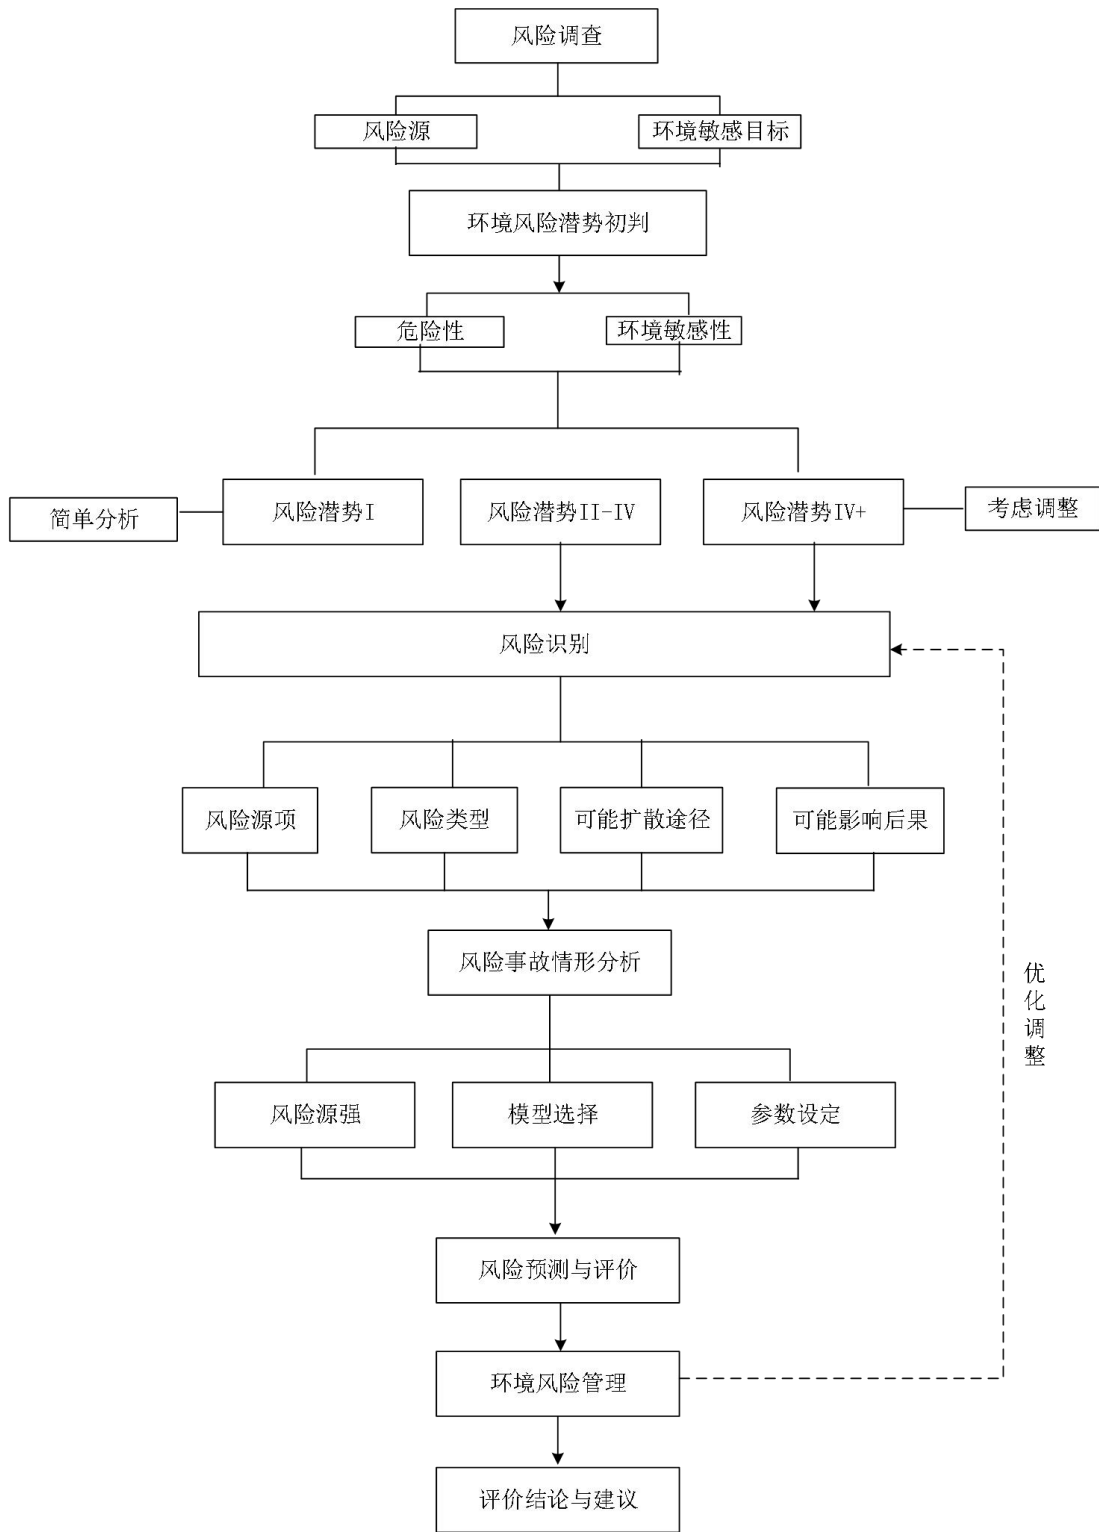 风险调查
风险源
环境敏感目标
环境风险潜势初判
危险性
环境敏感性
简单分析
风险潜势I
风险潜势II-IV
风险潜势IV+
考虑调整
风险识别
风险源项
风险类型
可能扩散途径
可能影响后果
风险事故情形分析
优
化
调
整
风险源强
模型选择
参数设定
风险预测与评价
环境风险管理
评价结论与建议